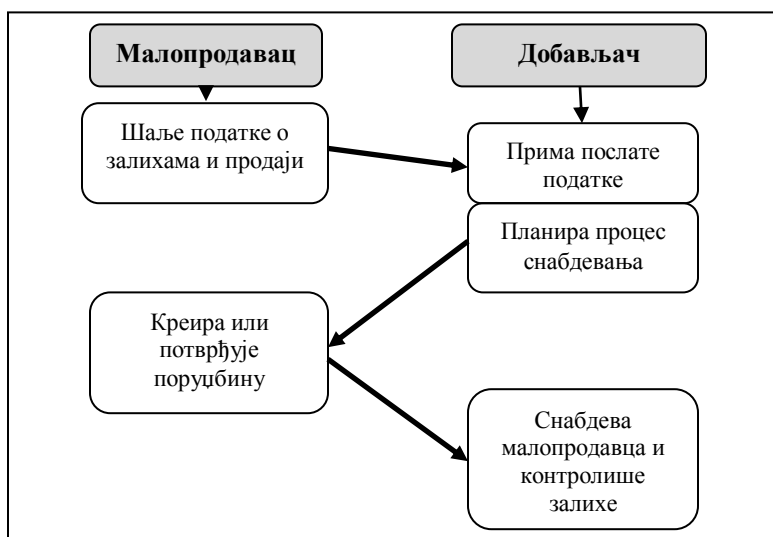 Малопродавац
Добављач
Шаље податке о
залихама и продаји
Прима послате
податке
Планира процес
снабдевања
Креира или
потврђује
поруџбину
Снабдева
малопродавца и
контролише
залихе